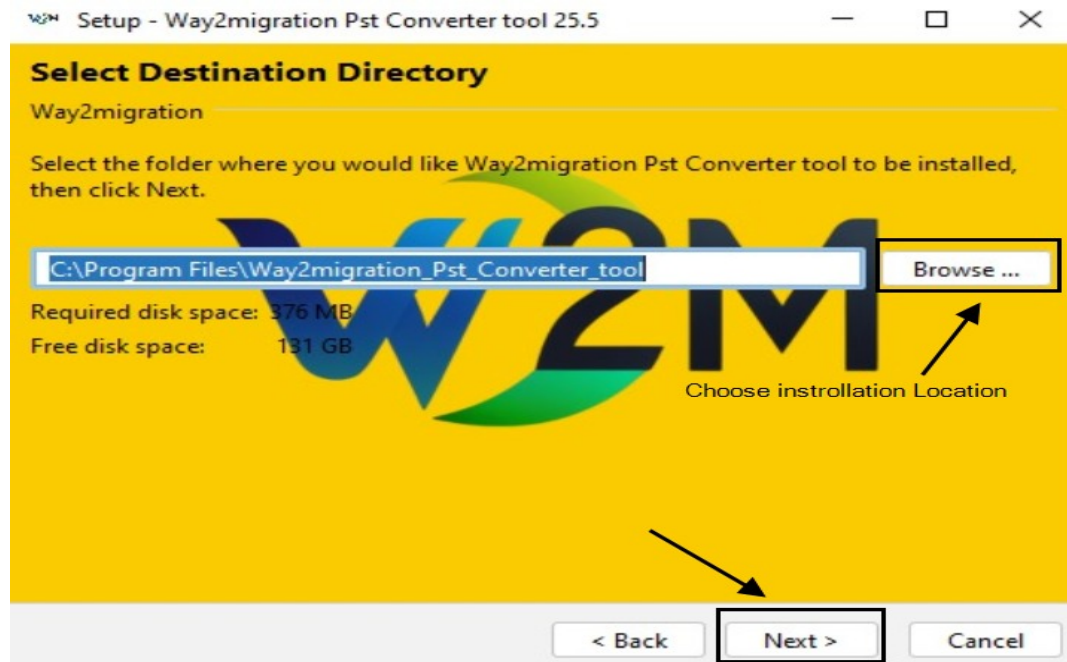 Setup - Way2migration Pst Converter tool 25.5
Select Destination Directory
Way2migration
Select the folder where you would like Way2migration Pst Converter tool to be installed,
then click Next.
C:\Program Files\Way2migration_Pst_Converter_tool
Browse ...
Required disk space: 376 MB
Free disk space: 131 GB
W2M
Choose instrollation Location
< Back
Next >
Cancel